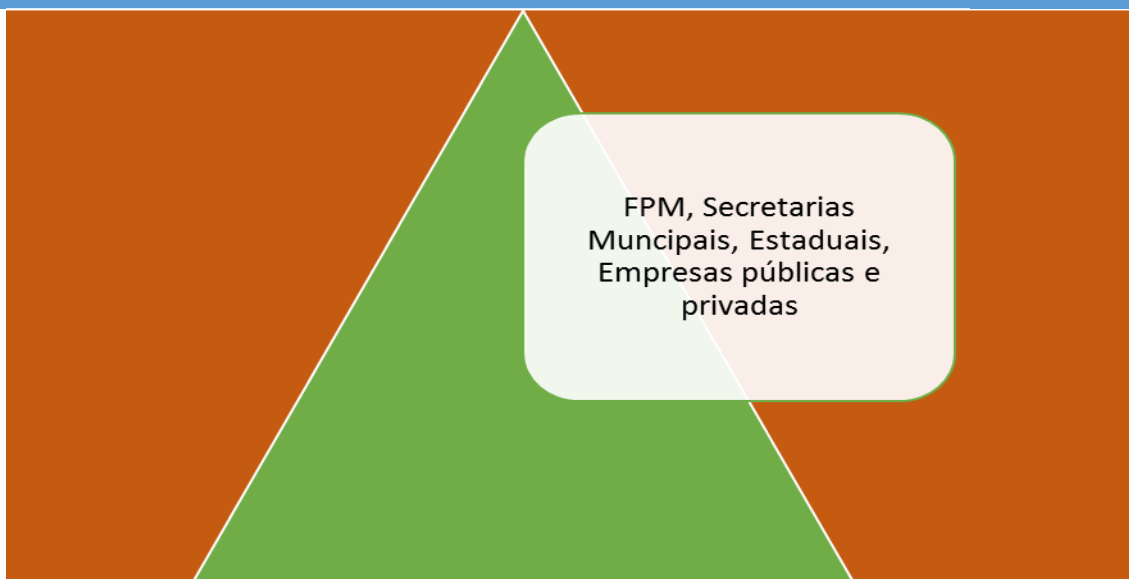 FPM, Secretarias
Muncipais, Estaduais,
Empresas públicas e
privadas